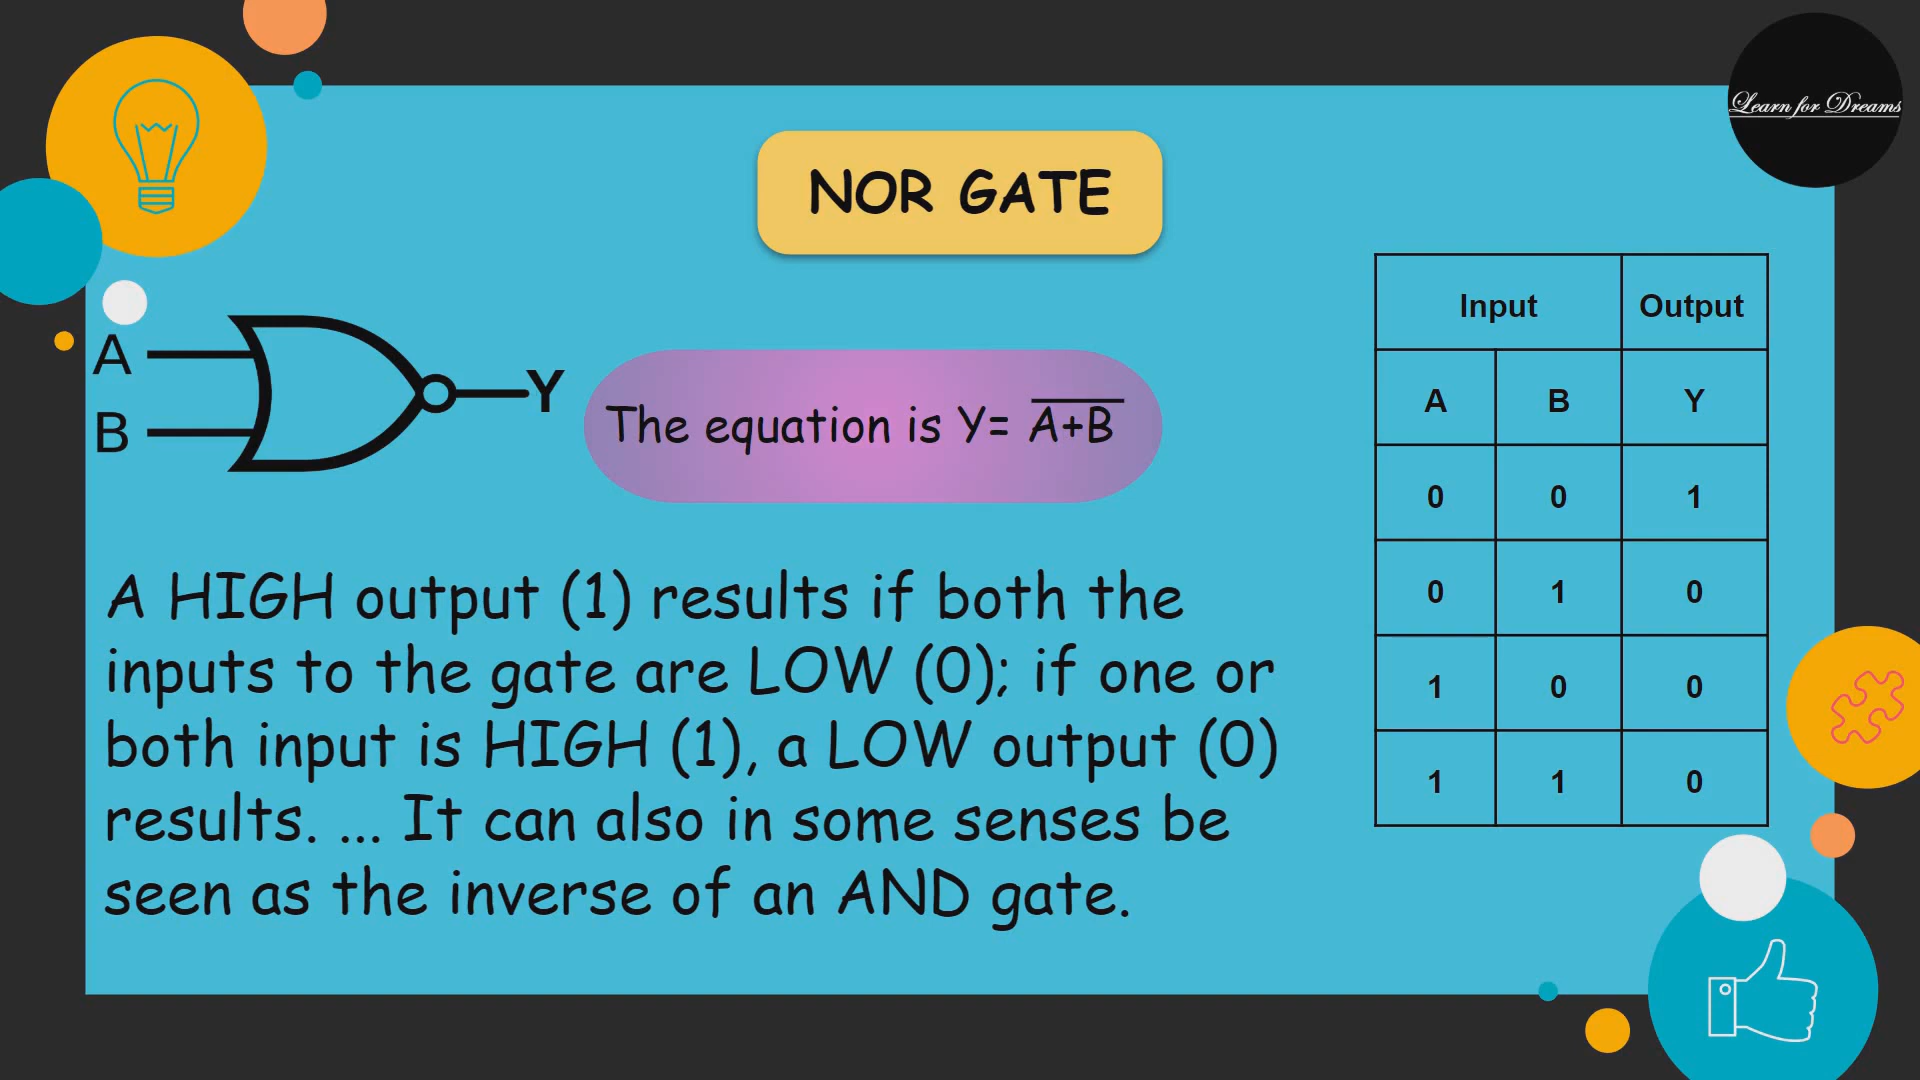 Learn for Dreams
NOR GATE
A
B
Y
The equation is Y= A+B
Input Output
A B Y
0 0 1
0 1 0
1 0 0
1 1 0
A HIGH output (1) results if both the
inputs to the gate are LOW (0); if one or
both input is HIGH (1), a LOW output (0)
results. ... It can also in some senses be
seen as the inverse of an AND gate.